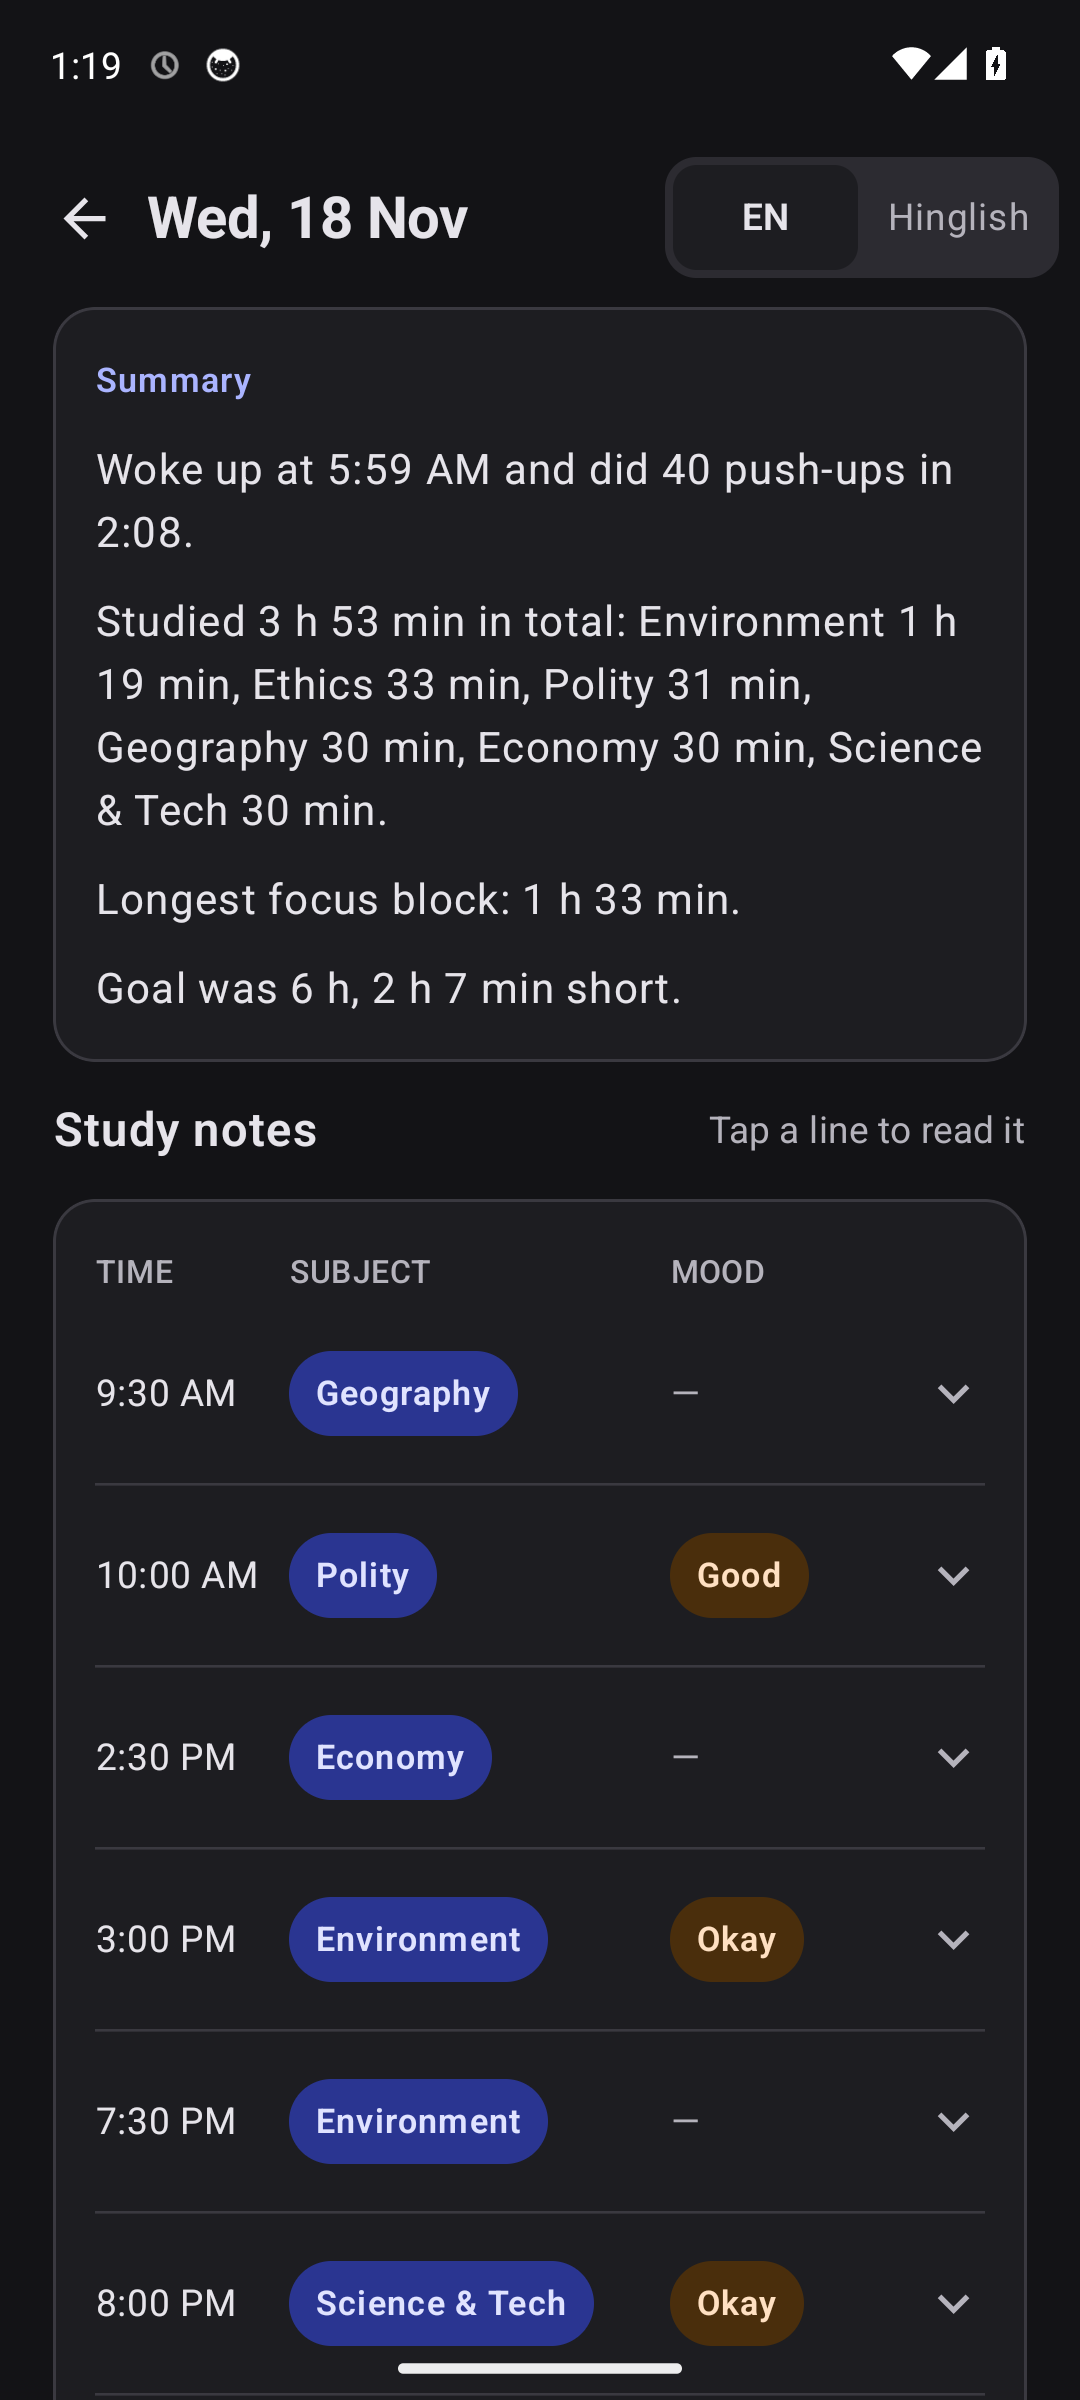 1:19
Wed, 18 Nov
EN
Hinglish
Summary
Woke up at 5:59 AM and did 40 push-ups in
2:08.
Studied 3 h 53 min in total: Environment 1 h
19 min, Ethics 33 min, Polity 31 min,
Geography 30 min, Economy 30 min, Science
& Tech 30 min.
Longest focus block: 1 h 33 min.
Goal was 6 h, 2 h 7 min short.
Study notes
Tap a line to read it
TIME SUBJECT MOOD
9:30 AM Geography –
10:00 AM Polity Good
2:30 PM Economy –
3:00 PM Environment Okay
7:30 PM Environment –
8:00 PM Science & Tech Okay